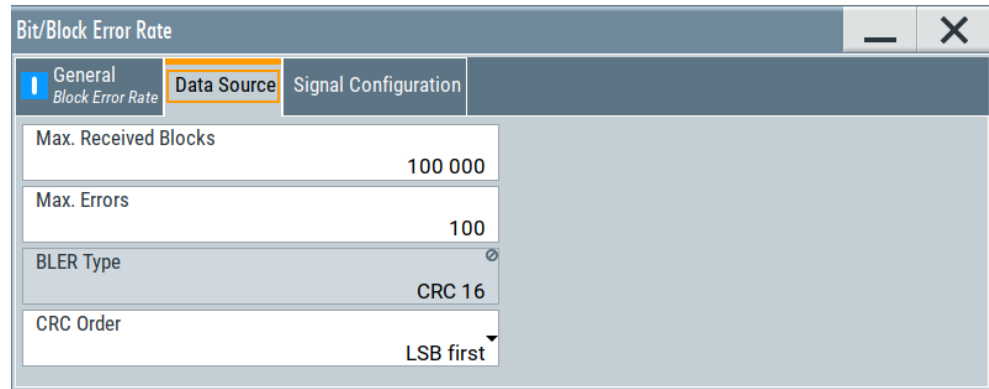 Bit/Block Error Rate
General
Block Error Rate
Data Source
Signal Configuration
Max. Received Blocks
100 000
Max. Errors
100
BLER Type
CRC 16
CRC Order
LSB first